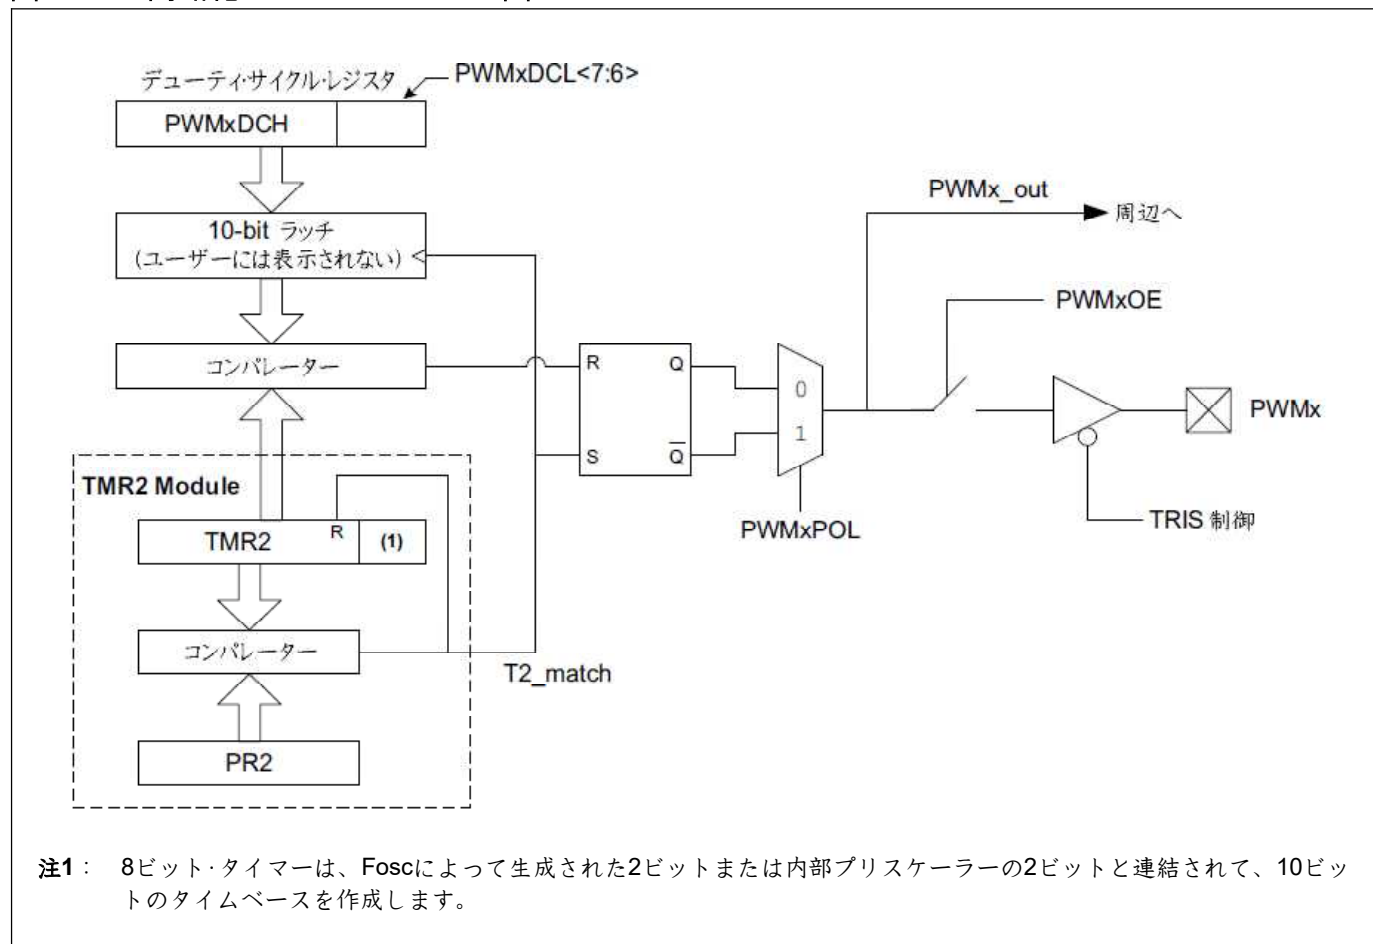 デューティ・サイクル・レジスタ
PWMxDCL<7:6>
PWMxDCH
10-bit ラッチ
(ユーザーには表示されない)
コンパレーター
R
Q
S
Q
0
1
PWMxPOL
PWMx_out
周辺へ
PWMxOE
PWMx
TRIS 制御
TMR2 Module
TMR2
R
(1)
コンパレーター
T2_match
PR2
注1： 8ビット・タイマーは、Foscによって生成された2ビットまたは内部プリスケーラーの2ビットと連結されて、10ビッ
トのタイムベースを作成します。